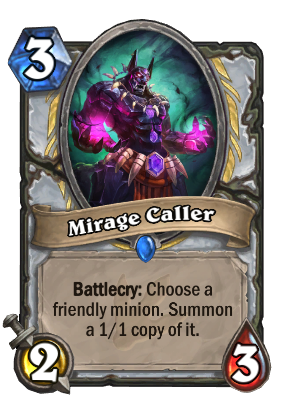 3
Mirage Caller
Battlecry: Choose a
friendly minion. Summon
a 1/1 copy of it.
2
3